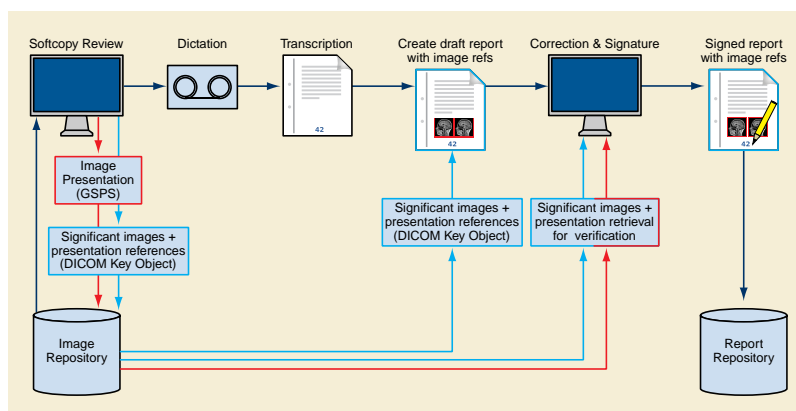 Softcopy Review
Dictation
Transcription
Create draft report
with image refs
Correction & Signature
Signed report
with image refs
42
42
42
Image
Presentation
(GSPS)
Significant images +
presentation references
(DICOM Key Object)
Significant images +
presentation references
(DICOM Key Object)
Significant images +
presentation retrieval
for verification
Image
Repository
Report
Repository